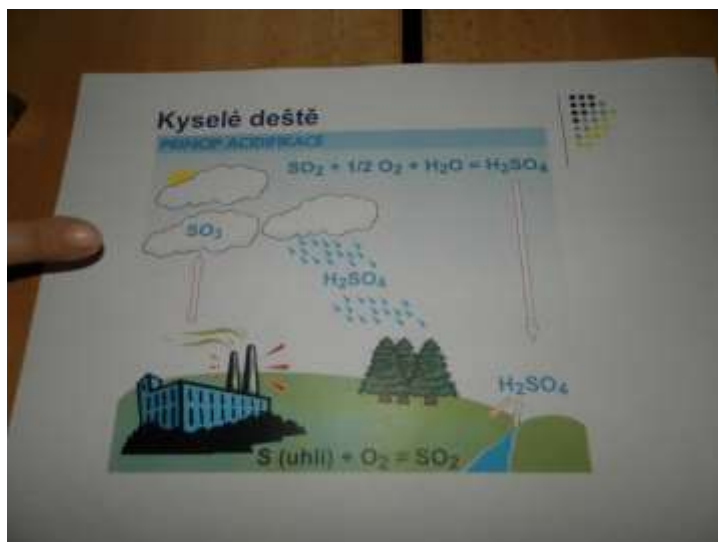 Kyselé deště
PRINCIP ACIDIFIKACE
SO₂ + 1/2 O₂ + H₂O = H₂SO₄
SO₃
H₂SO₄
H₂SO₄
S (uhlí) + O₂ = SO₂